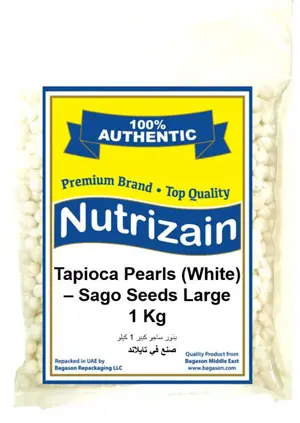 100%
AUTHENTIC
Premium Brand • Top Quality
Nutrizain
Tapioca Pearls (White)
– Sago Seeds Large
1 Kg
بذور ساجو كبير 1 كيلو
صنع في تايلاند
Repacked in UAE by
Bagason Repackaging LLC
Quality Product from
Bagason Middle East
www.bagason.com